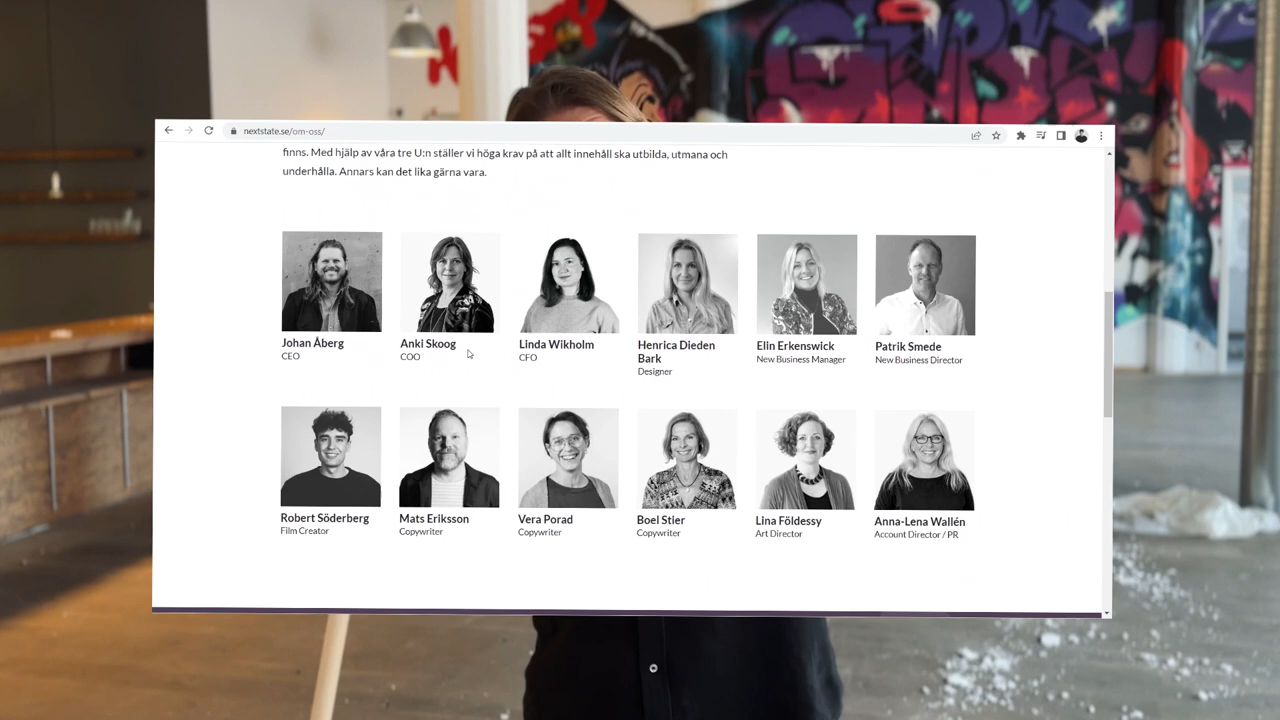 nextstate.se/om-oss/
finns. Med hjälp av våra tre U:n ställer vi höga krav på att allt innehåll ska utbilda, utmana och
underhålla. Annars kan det lika gärna vara.
Johan Åberg
CEO
Anki Skoog
COO
Linda Wikholm
CFO
Henrica Dieden
Bark
Designer
Elin Erkenswick
New Business Manager
Patrik Smede
New Business Director
Robert Söderberg
Film Creator
Mats Eriksson
Copywriter
Vera Porad
Copywriter
Boel Stier
Copywriter
Lina Földessy
Art Director
Anna-Lena Wallén
Account Director / PR